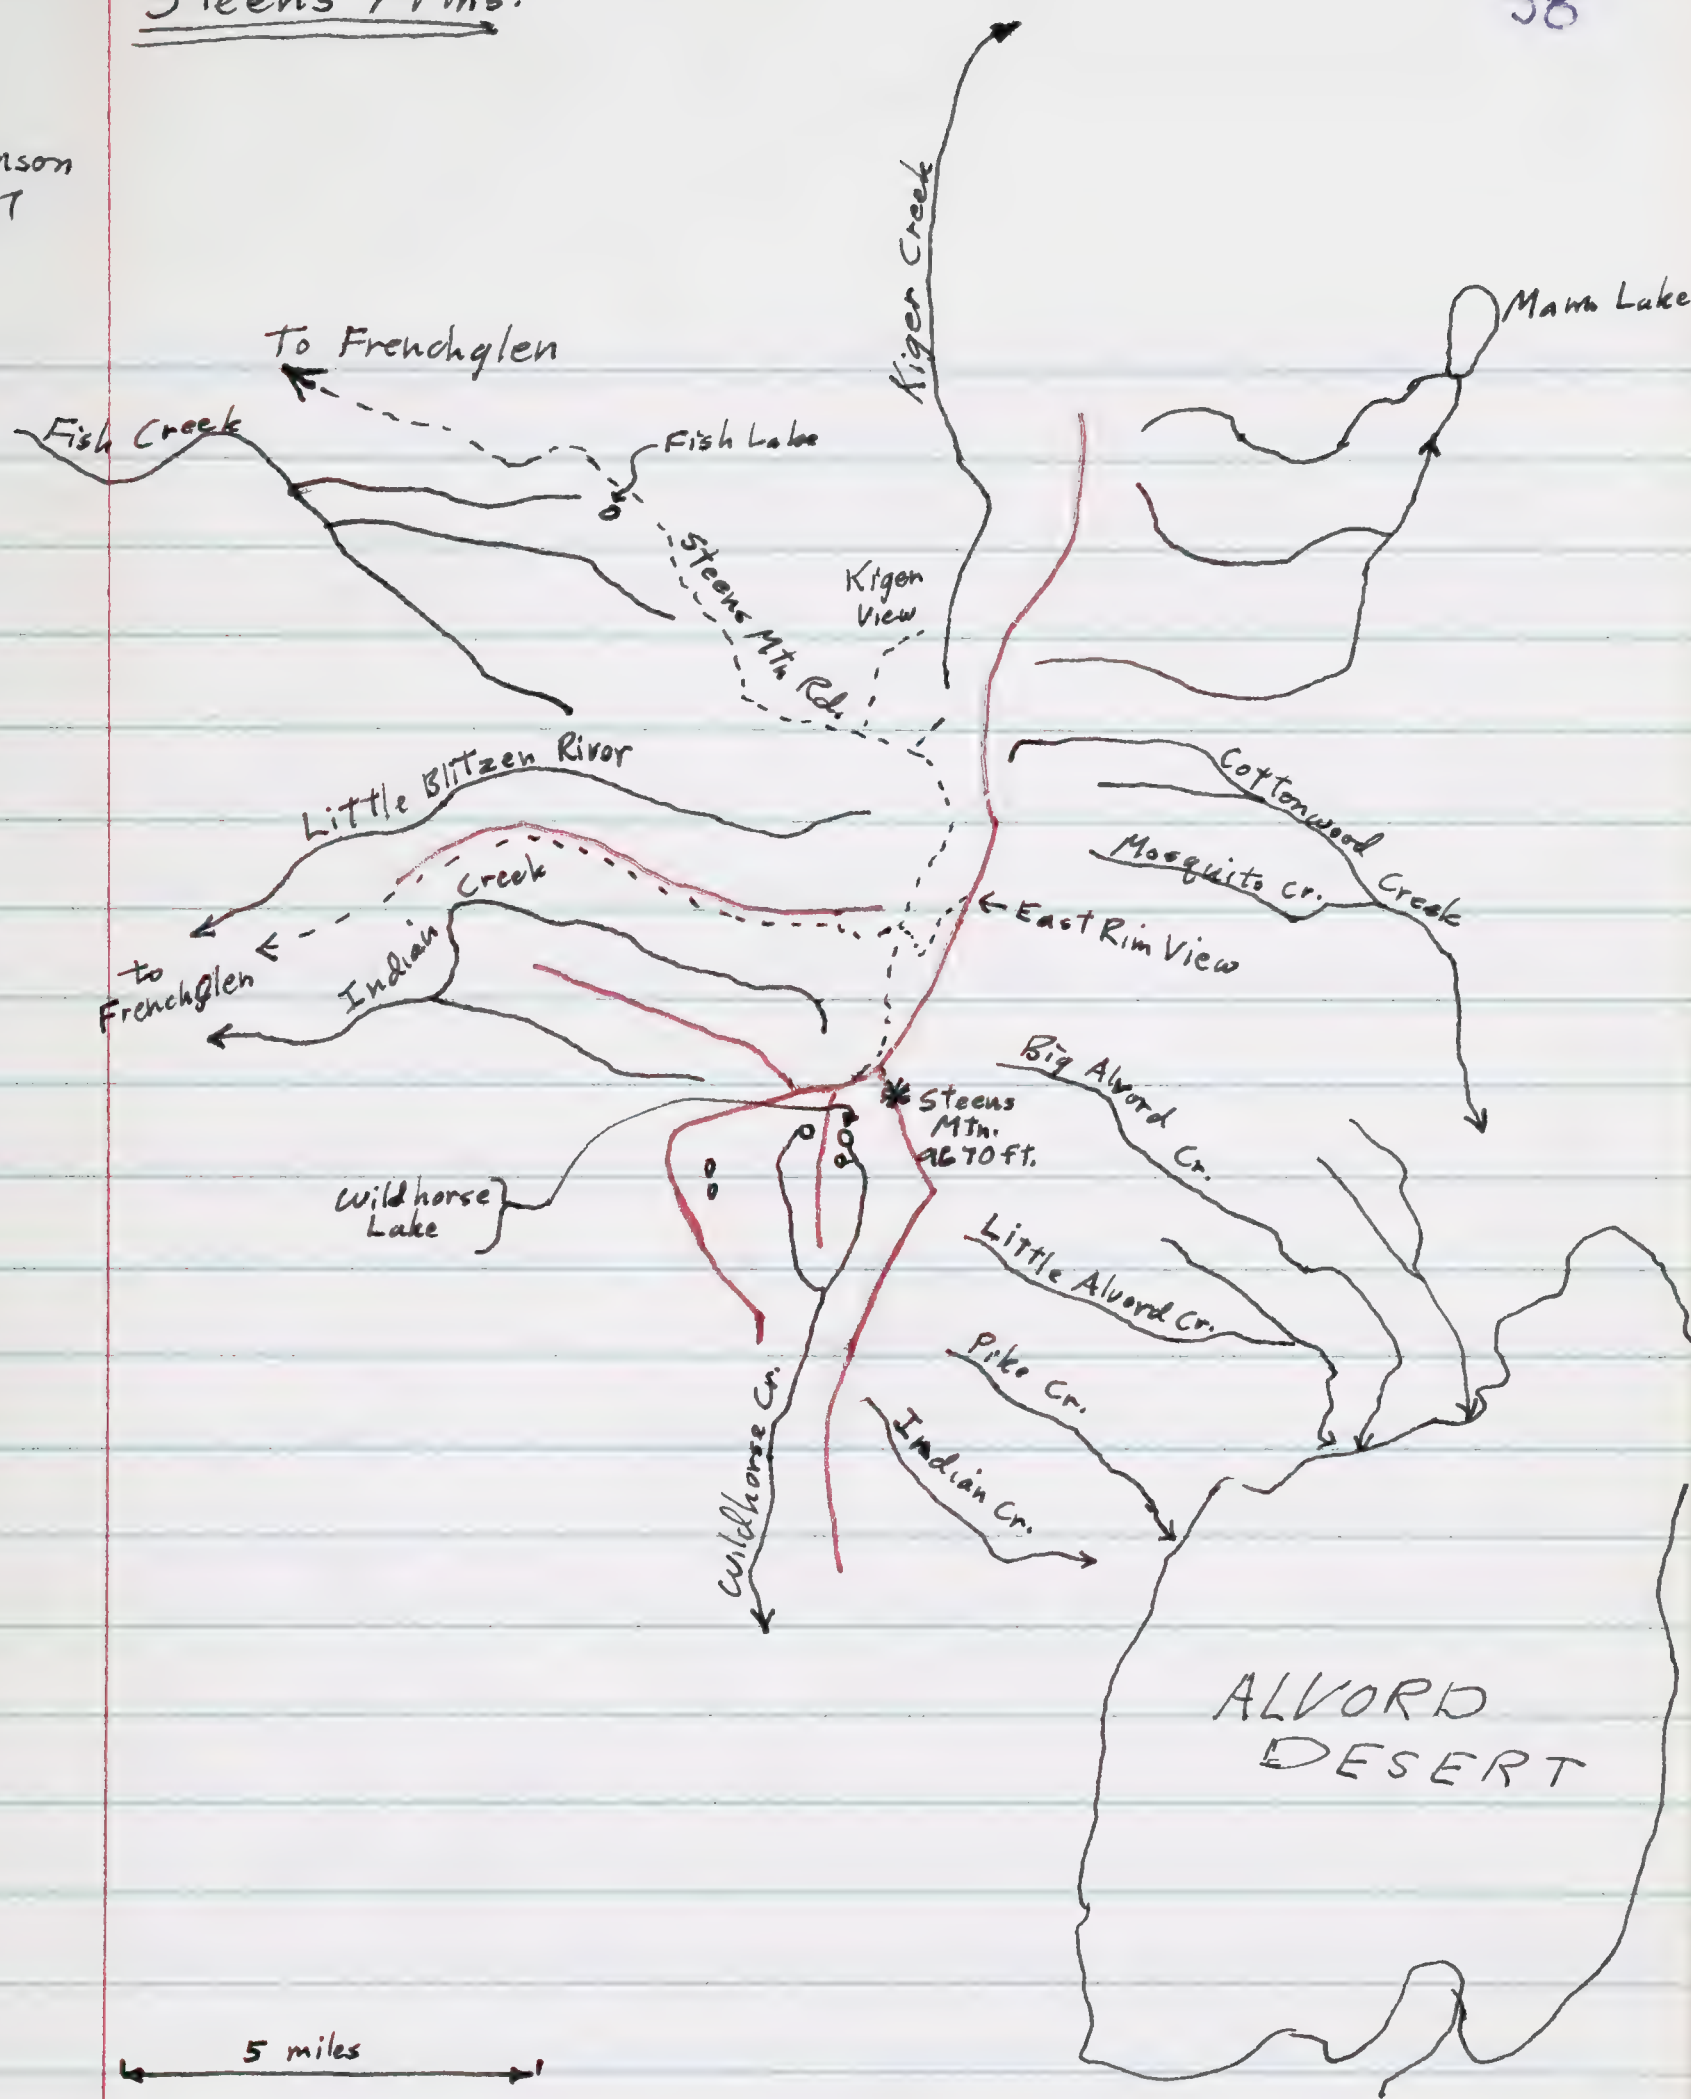 Steens Mtns.
38
nson
7
Kiger Creek
Mann Lake
To Frenchglen
Fish Creek
Fish Lake
Steens Mtn Rd.
Kiger
View
Little Blitzen River
Cottonwood Creek
Mosquito Cr.
Indian Creek
← East Rim View
to
Frenchglen
Big Alvord Cr.
Steens
Mtn.
9670 ft.
Wildhorse
Lake
Little Alvord Cr.
Pike Cr.
Indian Cr.
Wildhorse Cr.
ALVORD
DESERT
5 miles